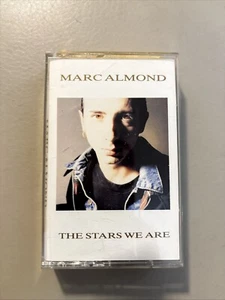 MARC ALMOND
THE STARS WE ARE